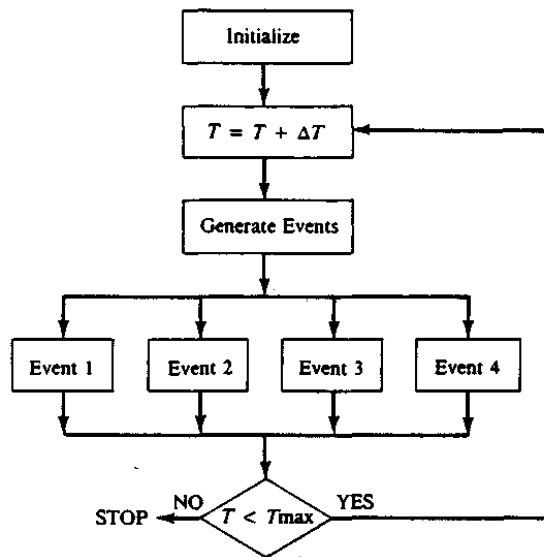 Initialize
T = T + ΔT
Generate Events
Event 1
Event 2
Event 3
Event 4
NO
YES
STOP
T < Tmax